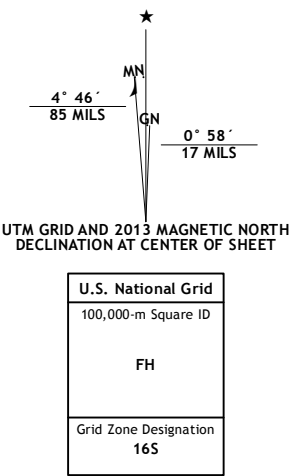 ★
MN
4° 46´
85 MILS
GN
0° 58´
17 MILS
UTM GRID AND 2013 MAGNETIC NORTH
DECLINATION AT CENTER OF SHEET
U.S. National Grid
100,000-m Square ID
FH
Grid Zone Designation
16S